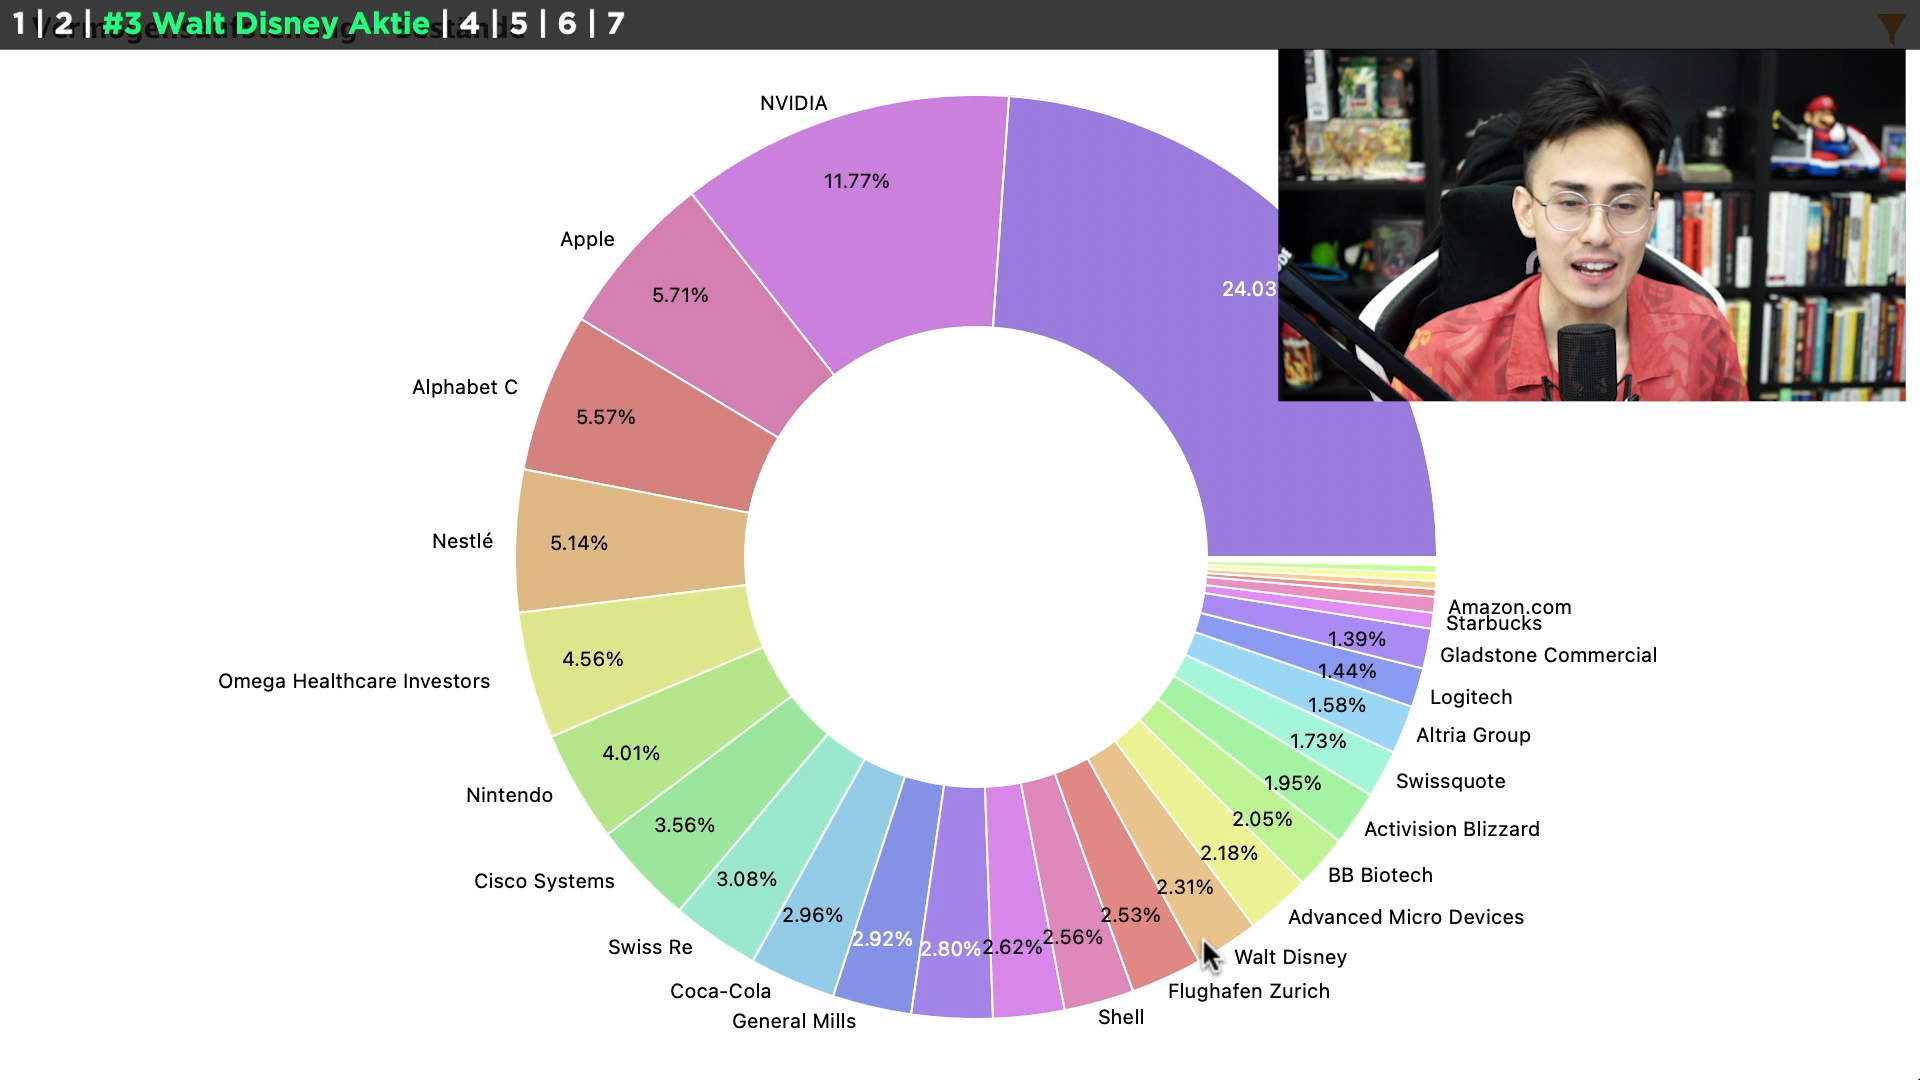 1 | 2 | #3 Walt Disney Aktie | 4 | 5 | 6 | 7
NVIDIA
11.77%
24.03
Apple
5.71%
Alphabet C
5.57%
Nestlé
5.14%
Omega Healthcare Investors
4.56%
Nintendo
4.01%
Cisco Systems
3.56%
Swiss Re
3.08%
Coca-Cola
2.96%
General Mills
2.92%
2.80%
2.62%
2.56%
Shell
2.53%
Flughafen Zurich
2.31%
Walt Disney
2.18%
Advanced Micro Devices
2.05%
BB Biotech
1.95%
Activision Blizzard
1.73%
Swissquote
1.58%
Altria Group
1.44%
Logitech
1.39%
Gladstone Commercial
Starbucks
Amazon.com